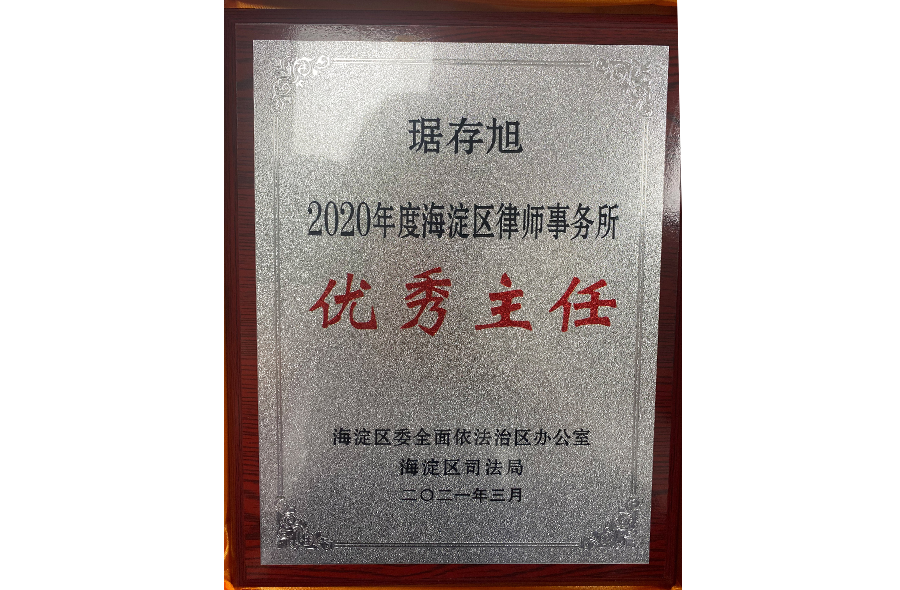 琚存旭
2020年度海淀区律师事务所
优秀主任
海淀区委全面依法治区办公室
海淀区司法局
二〇二一年三月